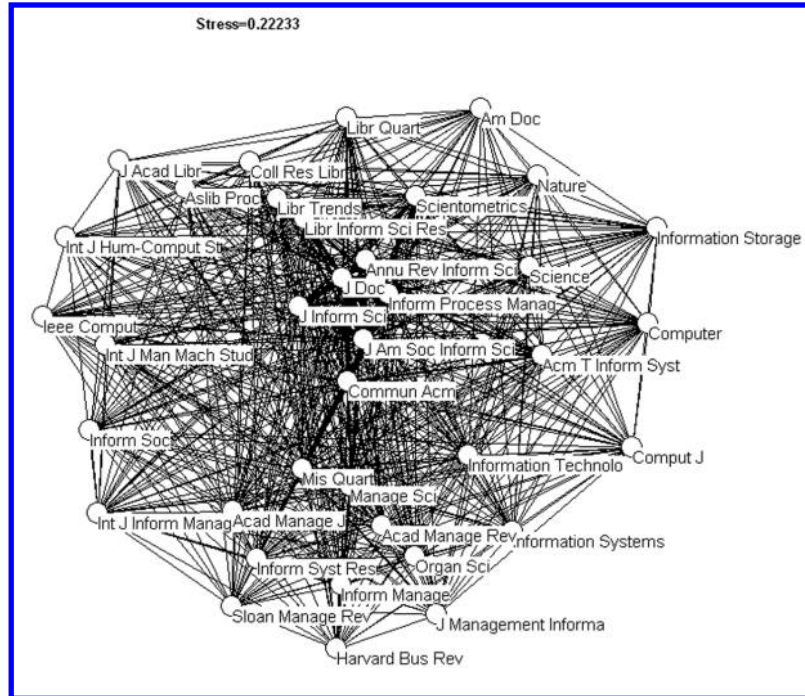 Stress=0.22233
Am Doc
Libr Quart
J Acad Libr
Coll Res Libr
Nature
Aslib Proc
Libr Trends
Scientometrics
Libr Inform Sci Res
Information Storage
Int J Hum-Comput St
Annu Rev Inform Sci
Science
J Doc
Inform Process Manag
J Inform Sci
Ieee Comput
Computer
J Am Soc Inform Sci
Int J Man Mach Stud
Acm T Inform Syst
Commun Acm
Inform Soc
Comput J
Information Technolo
Mis Quart
Manage Sci
Int J Inform Manag
Acad Manage J
Acad Manage Rev
Information Systems
Inform Syst Res
Organ Sci
Inform Manage
Sloan Manage Rev
J Management Informa
Harvard Bus Rev